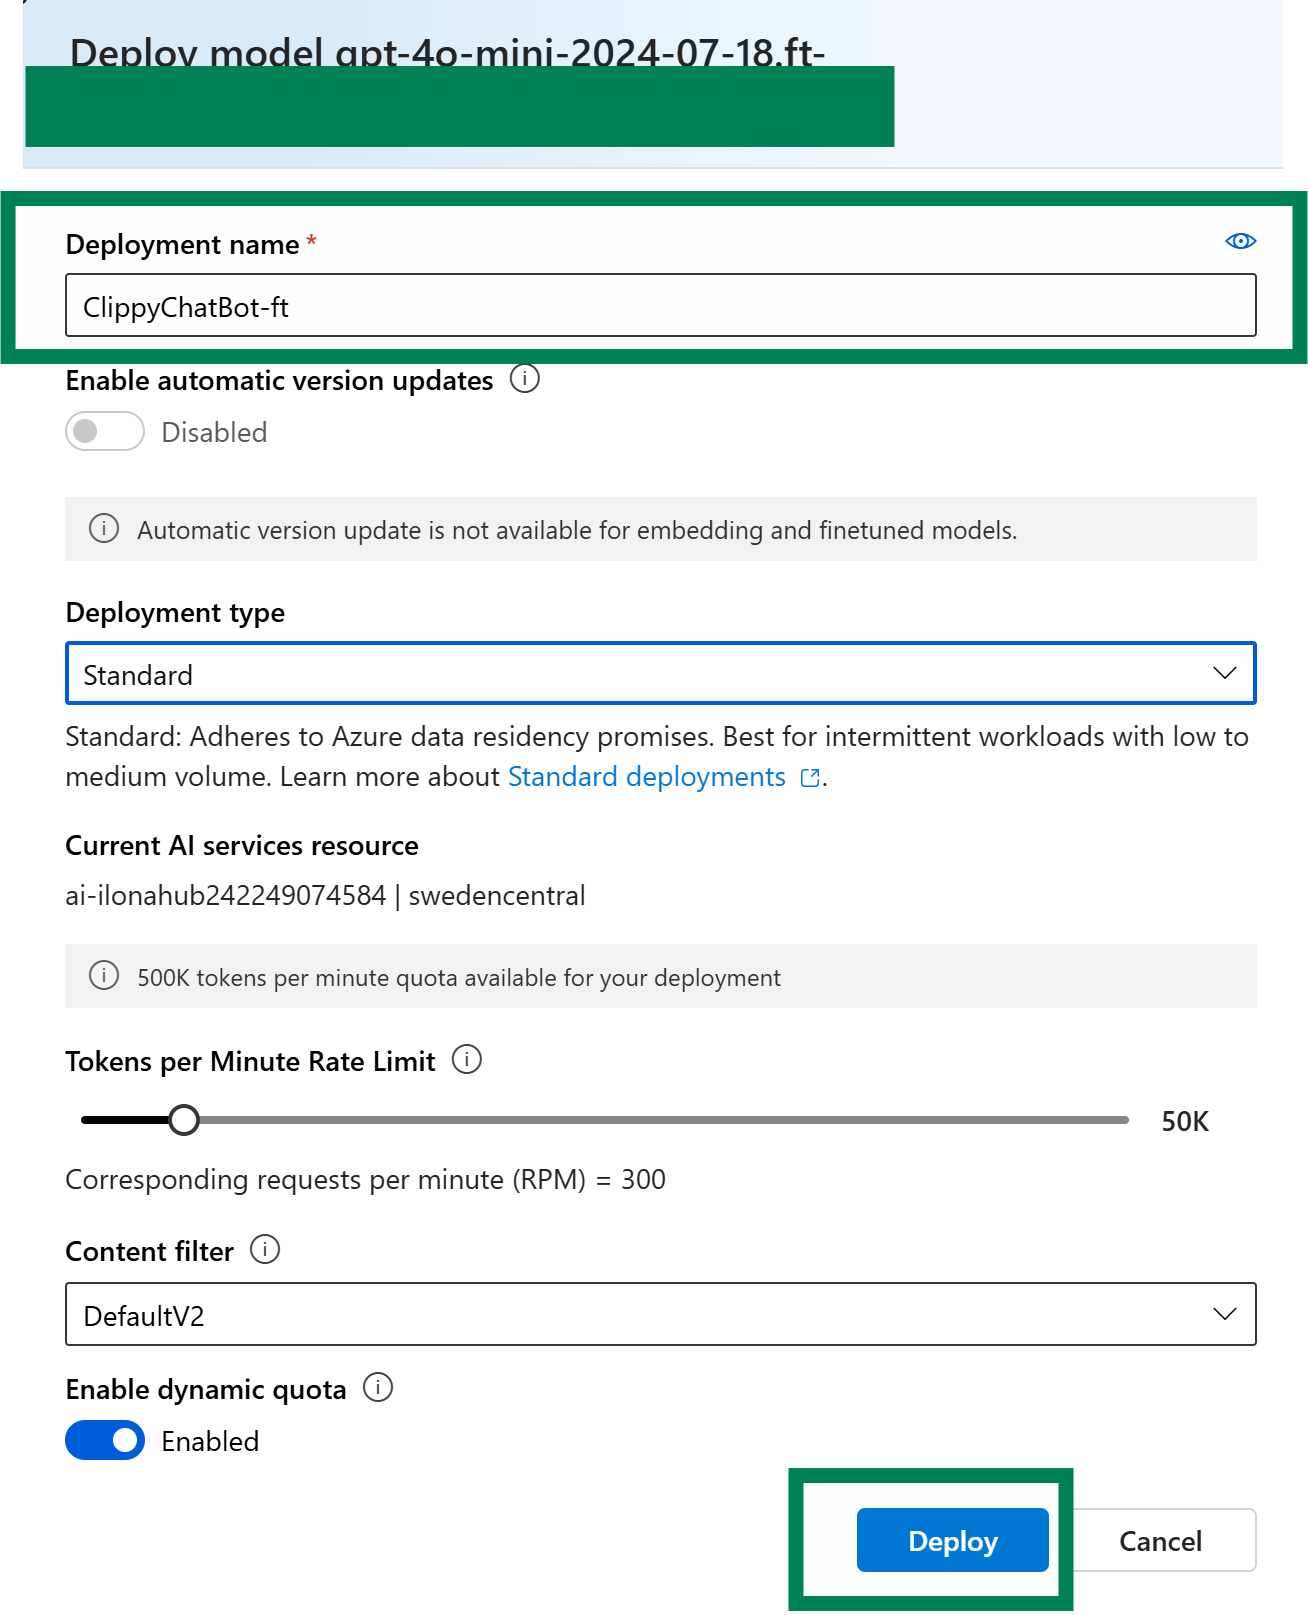 Deploy model gpt-4o-mini-2024-07-18.ft-
Deployment name *
ClippyChatBot-ft
Enable automatic version updates
Disabled
Automatic version update is not available for embedding and finetuned models.
Deployment type
Standard
Standard: Adheres to Azure data residency promises. Best for intermittent workloads with low to
medium volume. Learn more about Standard deployments .
Current AI services resource
ai-ilonahub242249074584 | swedencentral
500K tokens per minute quota available for your deployment
Tokens per Minute Rate Limit
50K
Corresponding requests per minute (RPM) = 300
Content filter
DefaultV2
Enable dynamic quota
Enabled
Deploy Cancel